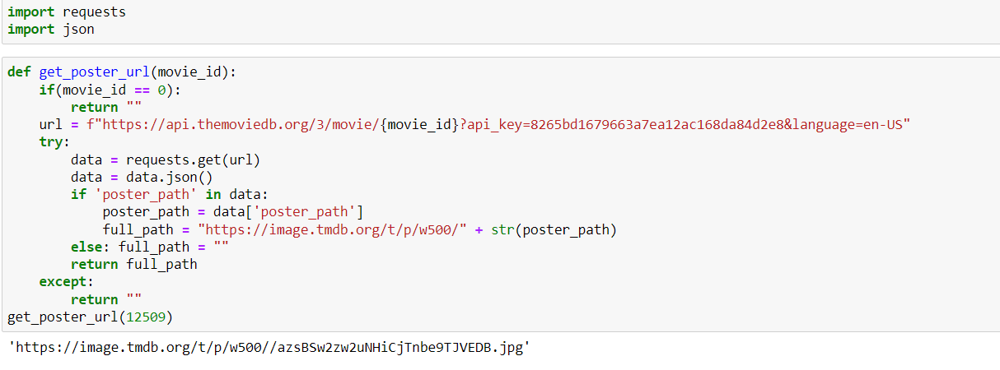 import requests
import json
def get_poster_url(movie_id):
    if(movie_id == 0):
        return ""
    url = f"https://api.themoviedb.org/3/movie/{movie_id}?api_key=8265bd1679663a7ea12ac168da84d2e8&language=en-US"
    try:
        data = requests.get(url)
        data = data.json()
        if 'poster_path' in data:
            poster_path = data['poster_path']
            full_path = "https://image.tmdb.org/t/p/w500/" + str(poster_path)
        else: full_path = ""
        return full_path
    except:
        return ""
get_poster_url(12509)
'https://image.tmdb.org/t/p/w500//azsBSw2zw2uNHiCjTnbe9TJVEDB.jpg'